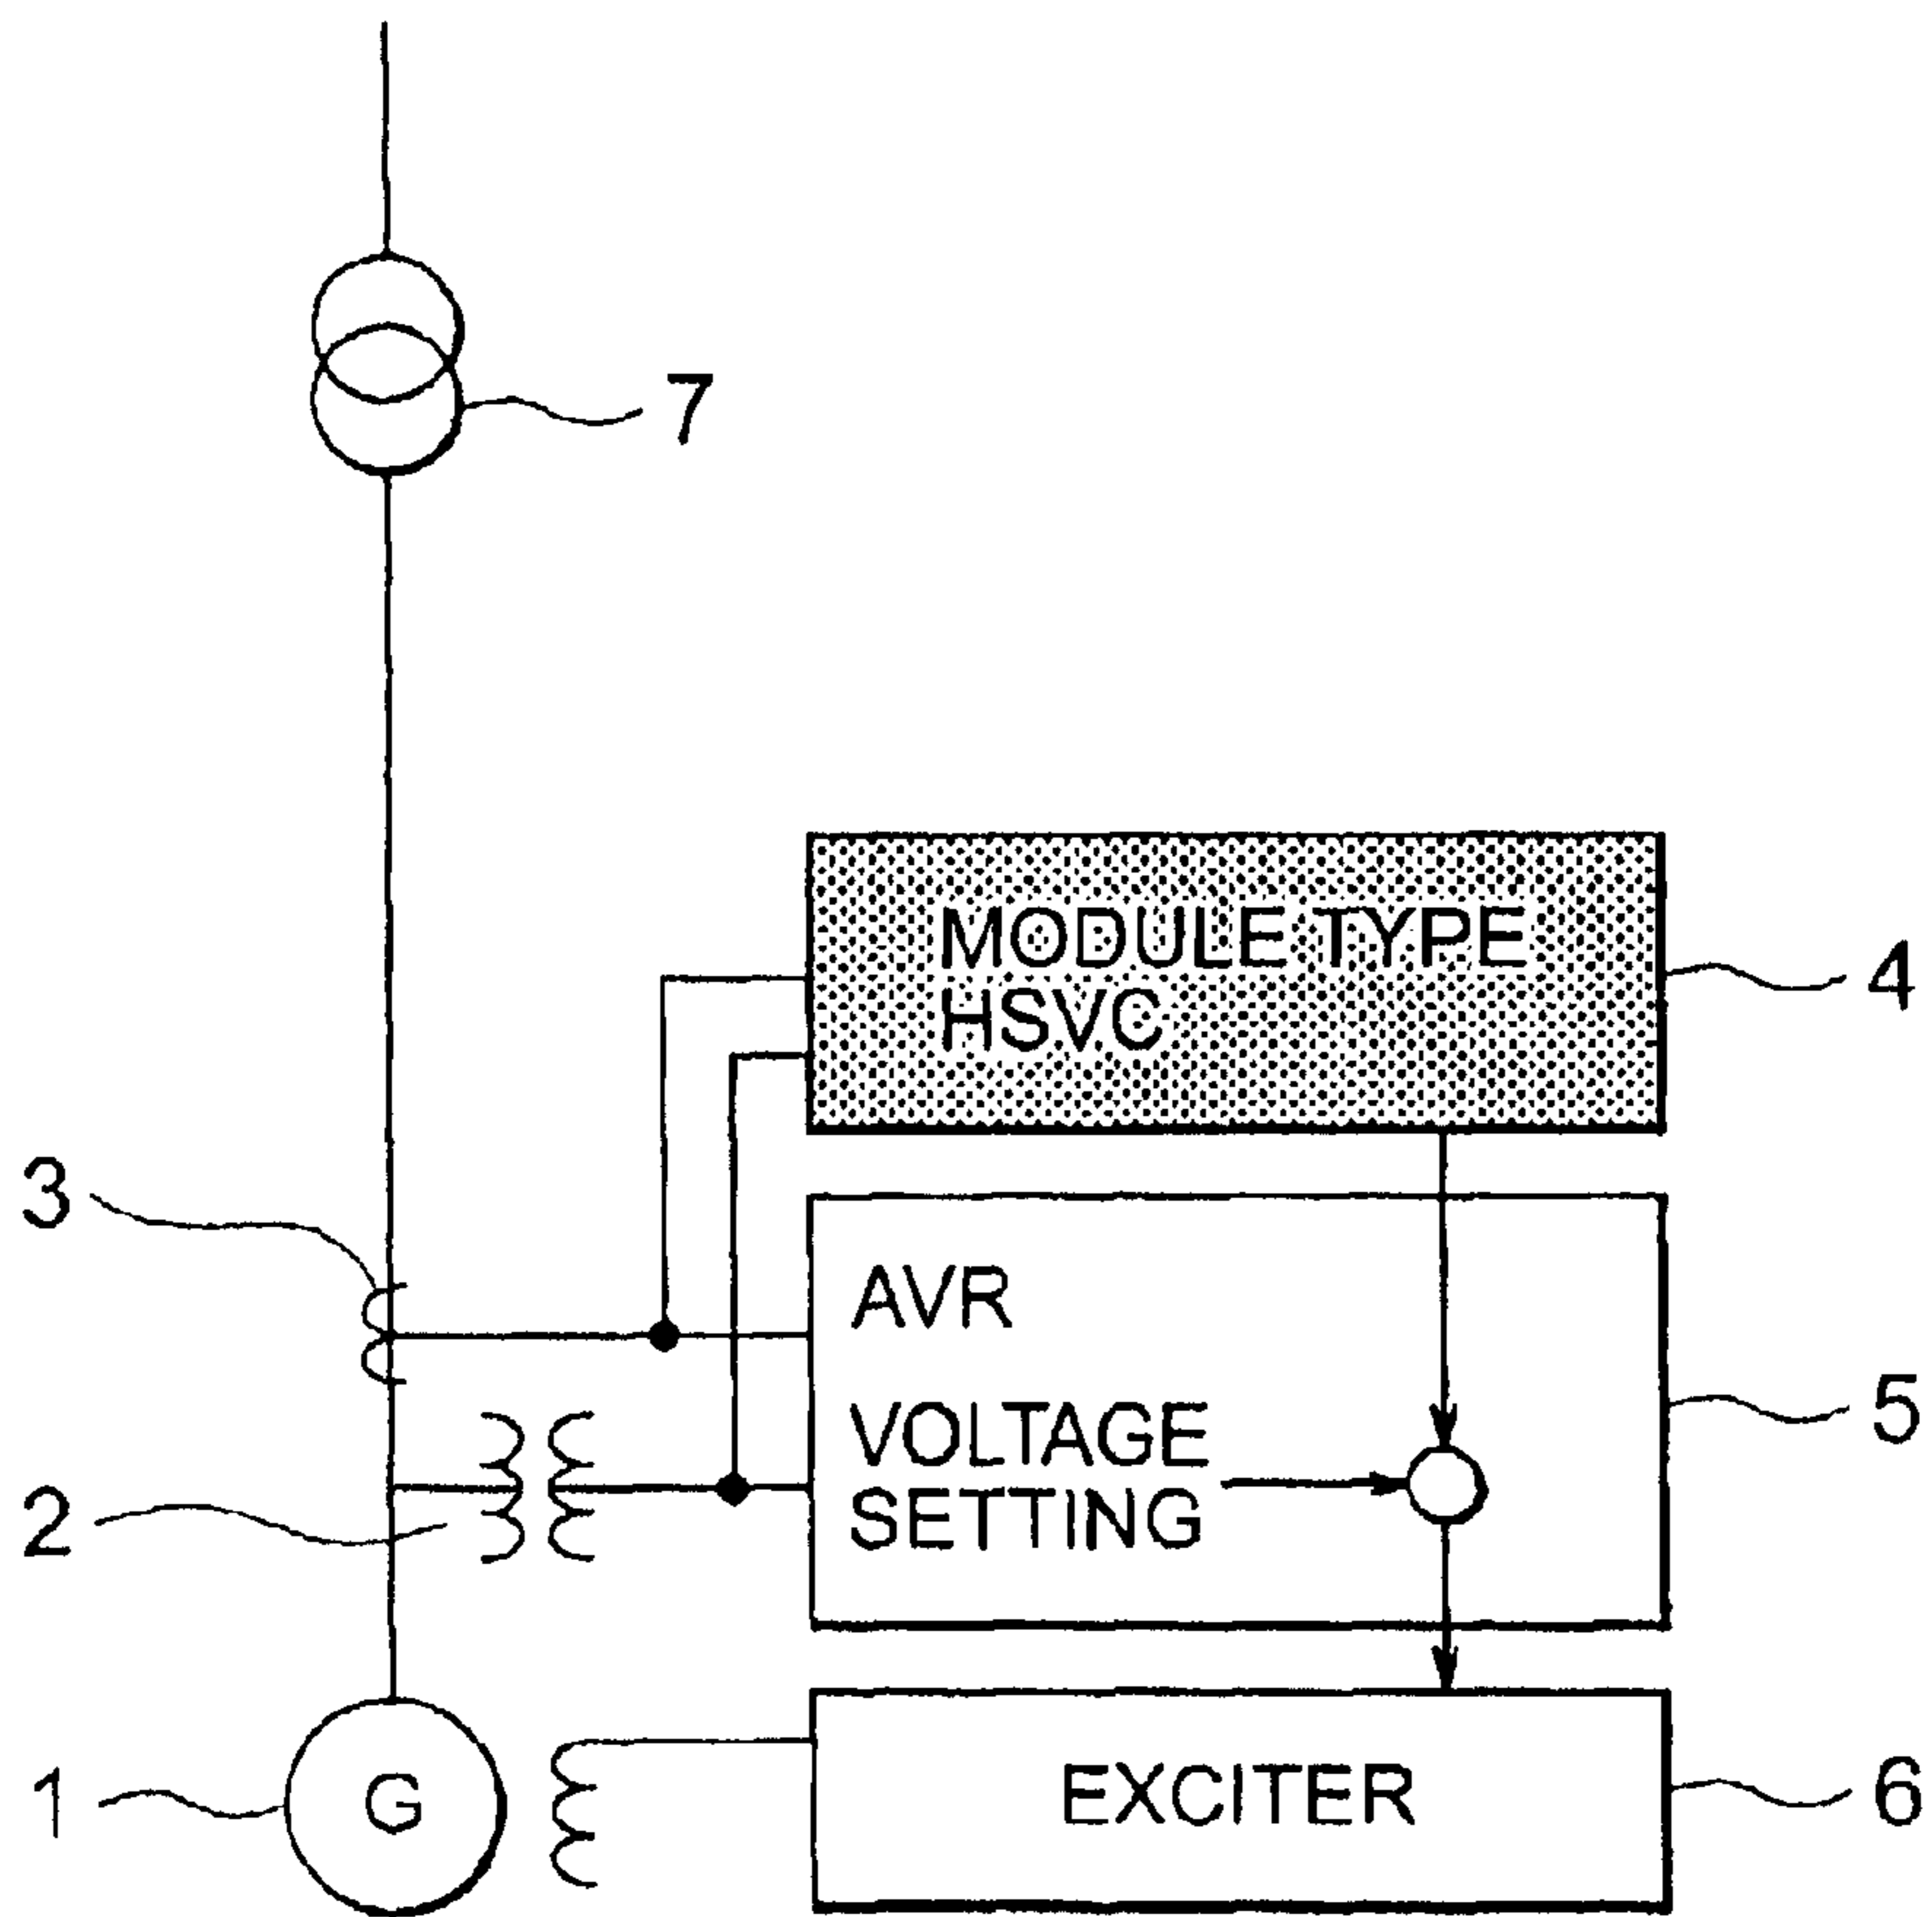 7
MODULE TYPE
HSVC
4
3
AVR
VOLTAGE
SETTING
5
2
1
G
EXCITER
6